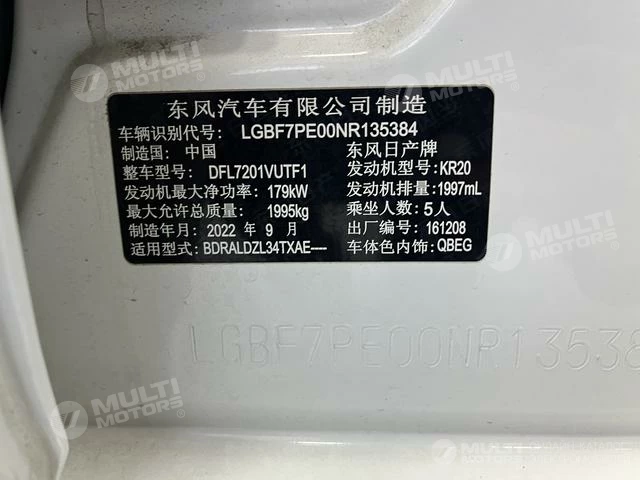 MULTI MOTORS
MULTI MOTORS
MULTI MOTORS
东风汽车有限公司制造
车辆识别代号: LGBF7PE00NR135384
制造国: 中国 东风日产牌
整车型号: DFL7201VUTF1 发动机型号: KR20
发动机最大净功率: 179kW 发动机排量: 1997mL
最大允许总质量: 1995kg 乘坐人数: 5人
制造年月: 2022 年 9 月 出厂编号: 161208
适用型号: BDRALDZL34TXAE---- 车体色内饰: QBEG
MULTI MOTORS
LGBF7PE00NR13538
MULTI MOTORS
MULTI MOTORS
MULTI MOTORS